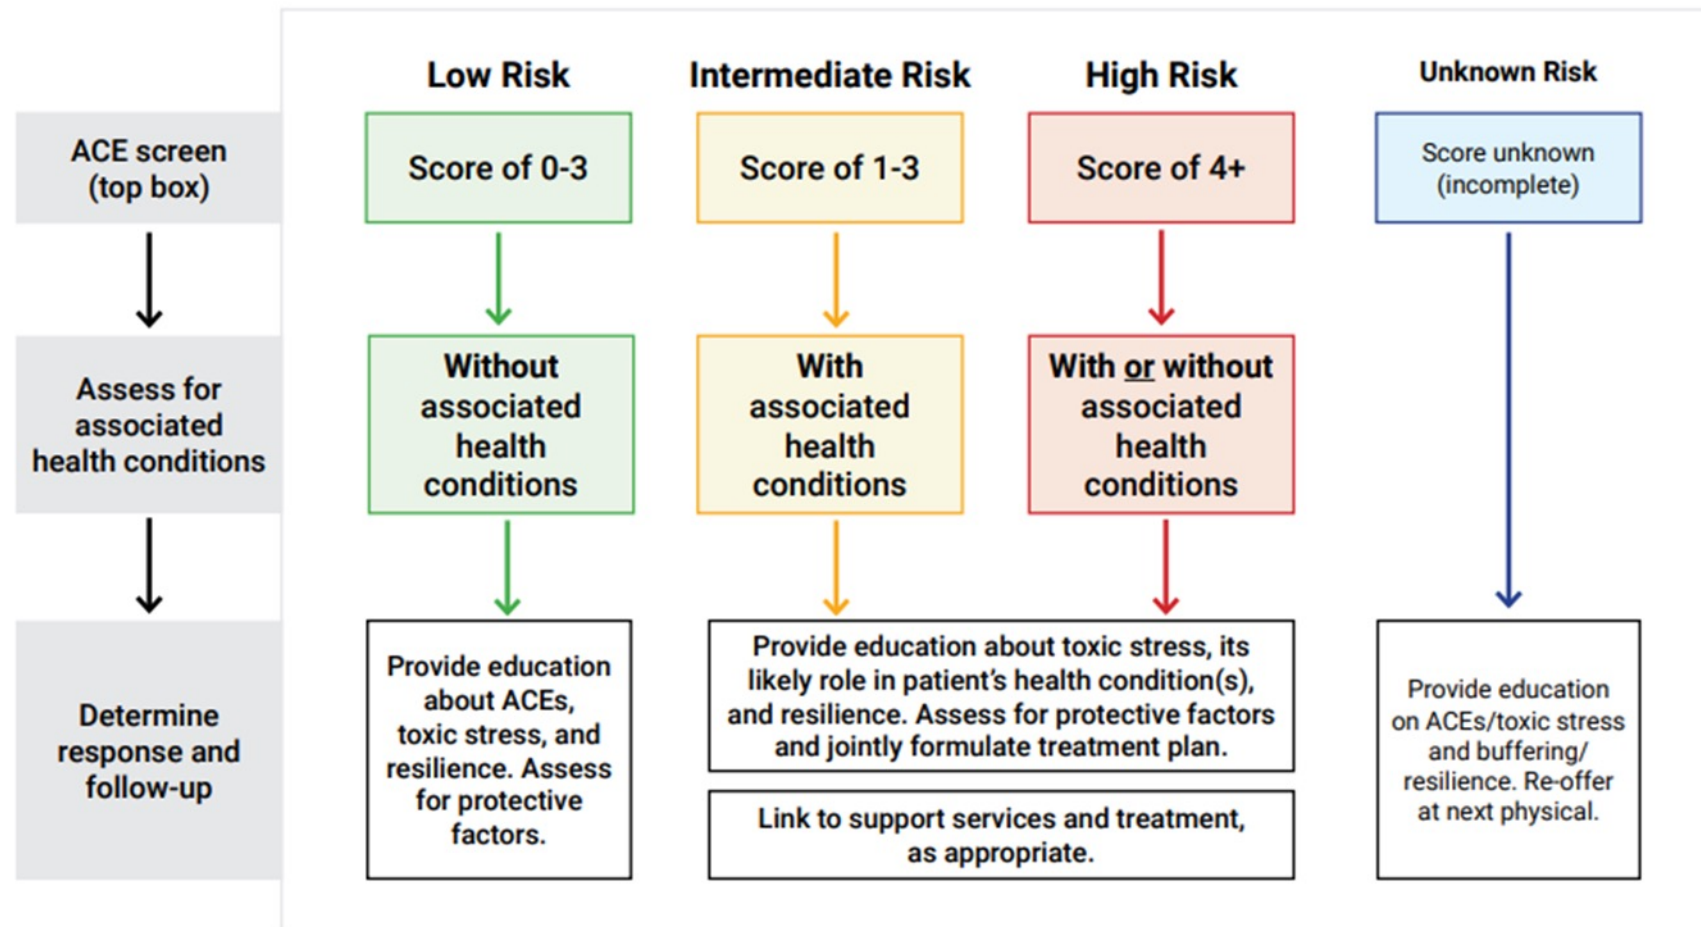 Low Risk
Intermediate Risk
High Risk
Unknown Risk
ACE screen
(top box)
Score of 0-3
Score of 1-3
Score of 4+
Score unknown
(incomplete)
Assess for
associated
health conditions
Without
associated
health
conditions
With
associated
health
conditions
With or without
associated
health
conditions
Determine
response and
follow-up
Provide education
about ACEs,
toxic stress, and
resilience. Assess
for protective
factors.
Provide education about toxic stress, its
likely role in patient's health condition(s),
and resilience. Assess for protective factors
and jointly formulate treatment plan.
Link to support services and treatment,
as appropriate.
Provide education
on ACEs/toxic stress
and buffering/
resilience. Re-offer
at next physical.